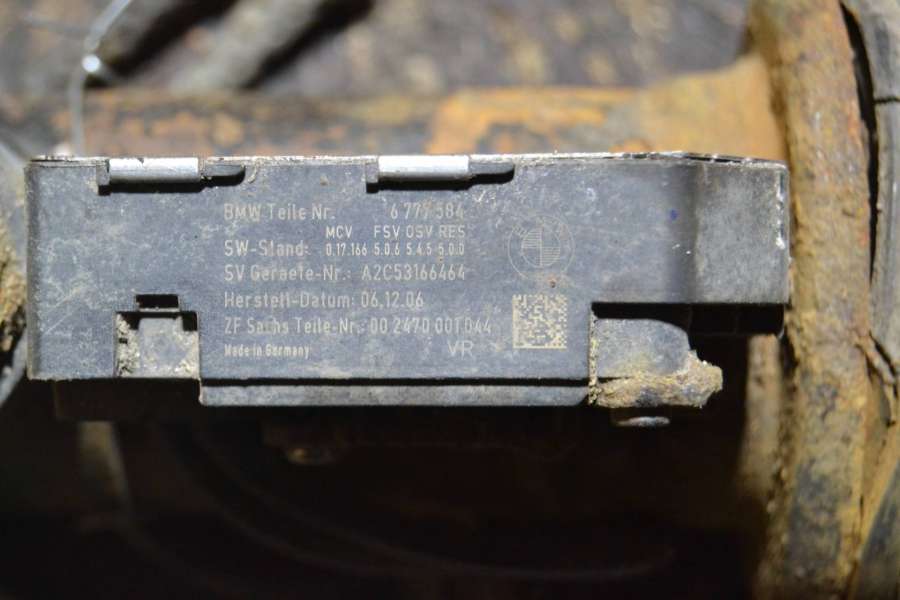 BMW Teile Nr. 6 777 584
MCV FSV OSV RES
SW-Stand: 0.17.166 5.0.6 5.4.5 5.0.0
SV Geraete-Nr.: A2C53166464
Herstell-Datum: 06.12.06
ZF Sachs Teile-Nr.: 00 2470 001 044
Made in Germany
VR